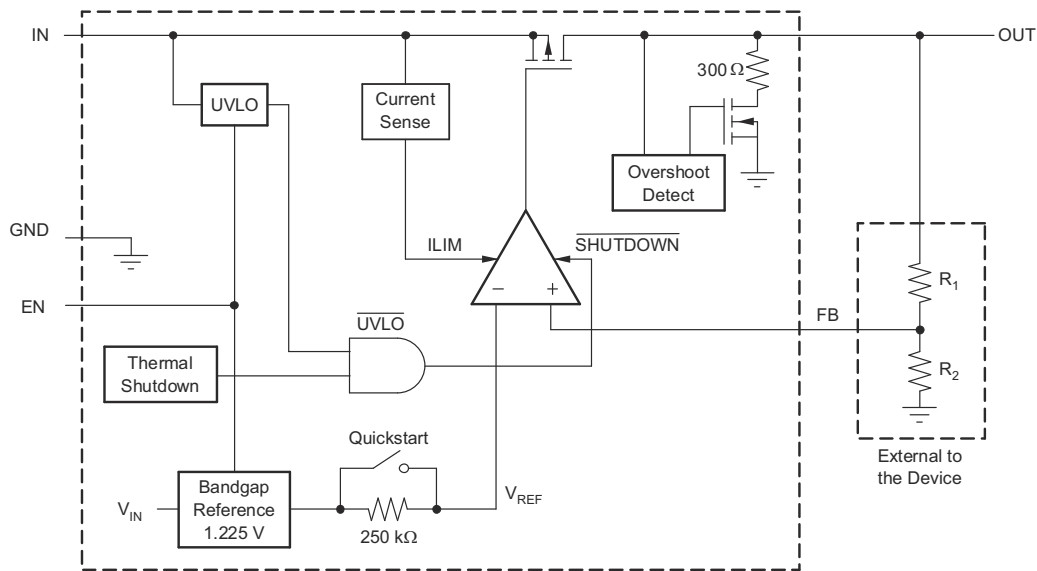 IN
OUT
300 Ω
UVLO
Current
Sense
Overshoot
Detect
GND
ILIM
SHUTDOWN
R1
EN
− +
FB
UVLO
Thermal
Shutdown
R2
Quickstart
External to
the Device
VIN
Bandgap
Reference
1.225 V
VREF
250 kΩ